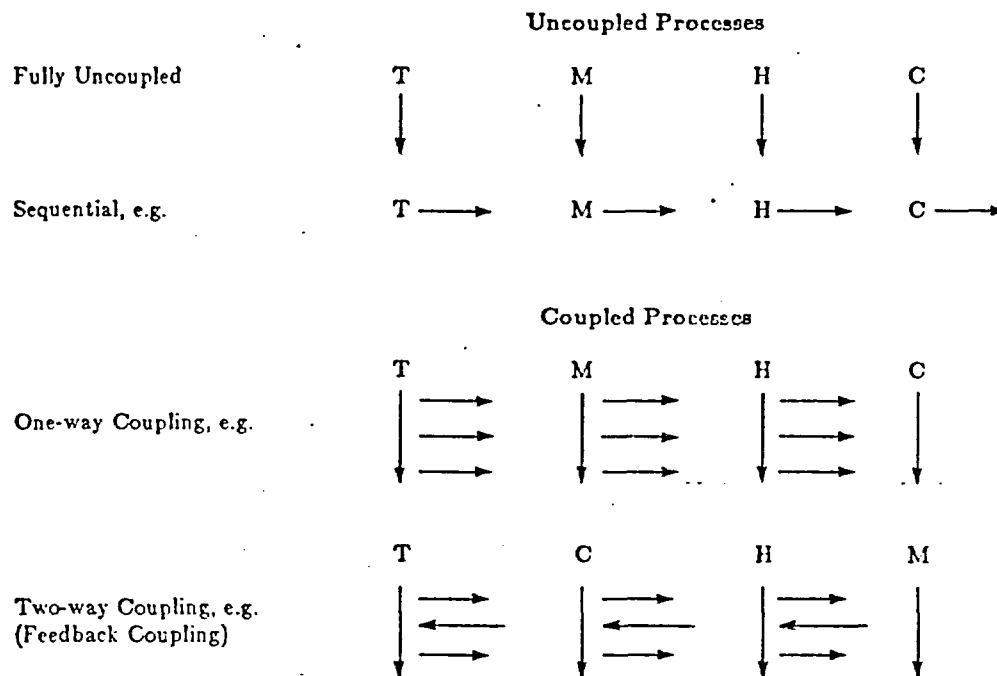 Uncoupled Processes
Fully Uncoupled T M H C
Sequential, e.g. T M H C
Coupled Processes
T M H C
One-way Coupling, e.g.
T C H M
Two-way Coupling, e.g.
(Feedback Coupling)